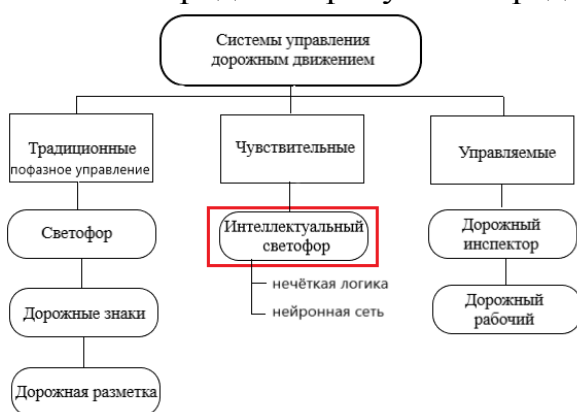 Системы управления
дорожным движением
Традиционные
пофазное управление
Чувствительные
Управляемые
Светофор
Интеллектуальный
светофор
Дорожный
инспектор
нечёткая логика
нейронная сеть
Дорожные знаки
Дорожный
рабочий
Дорожная разметка